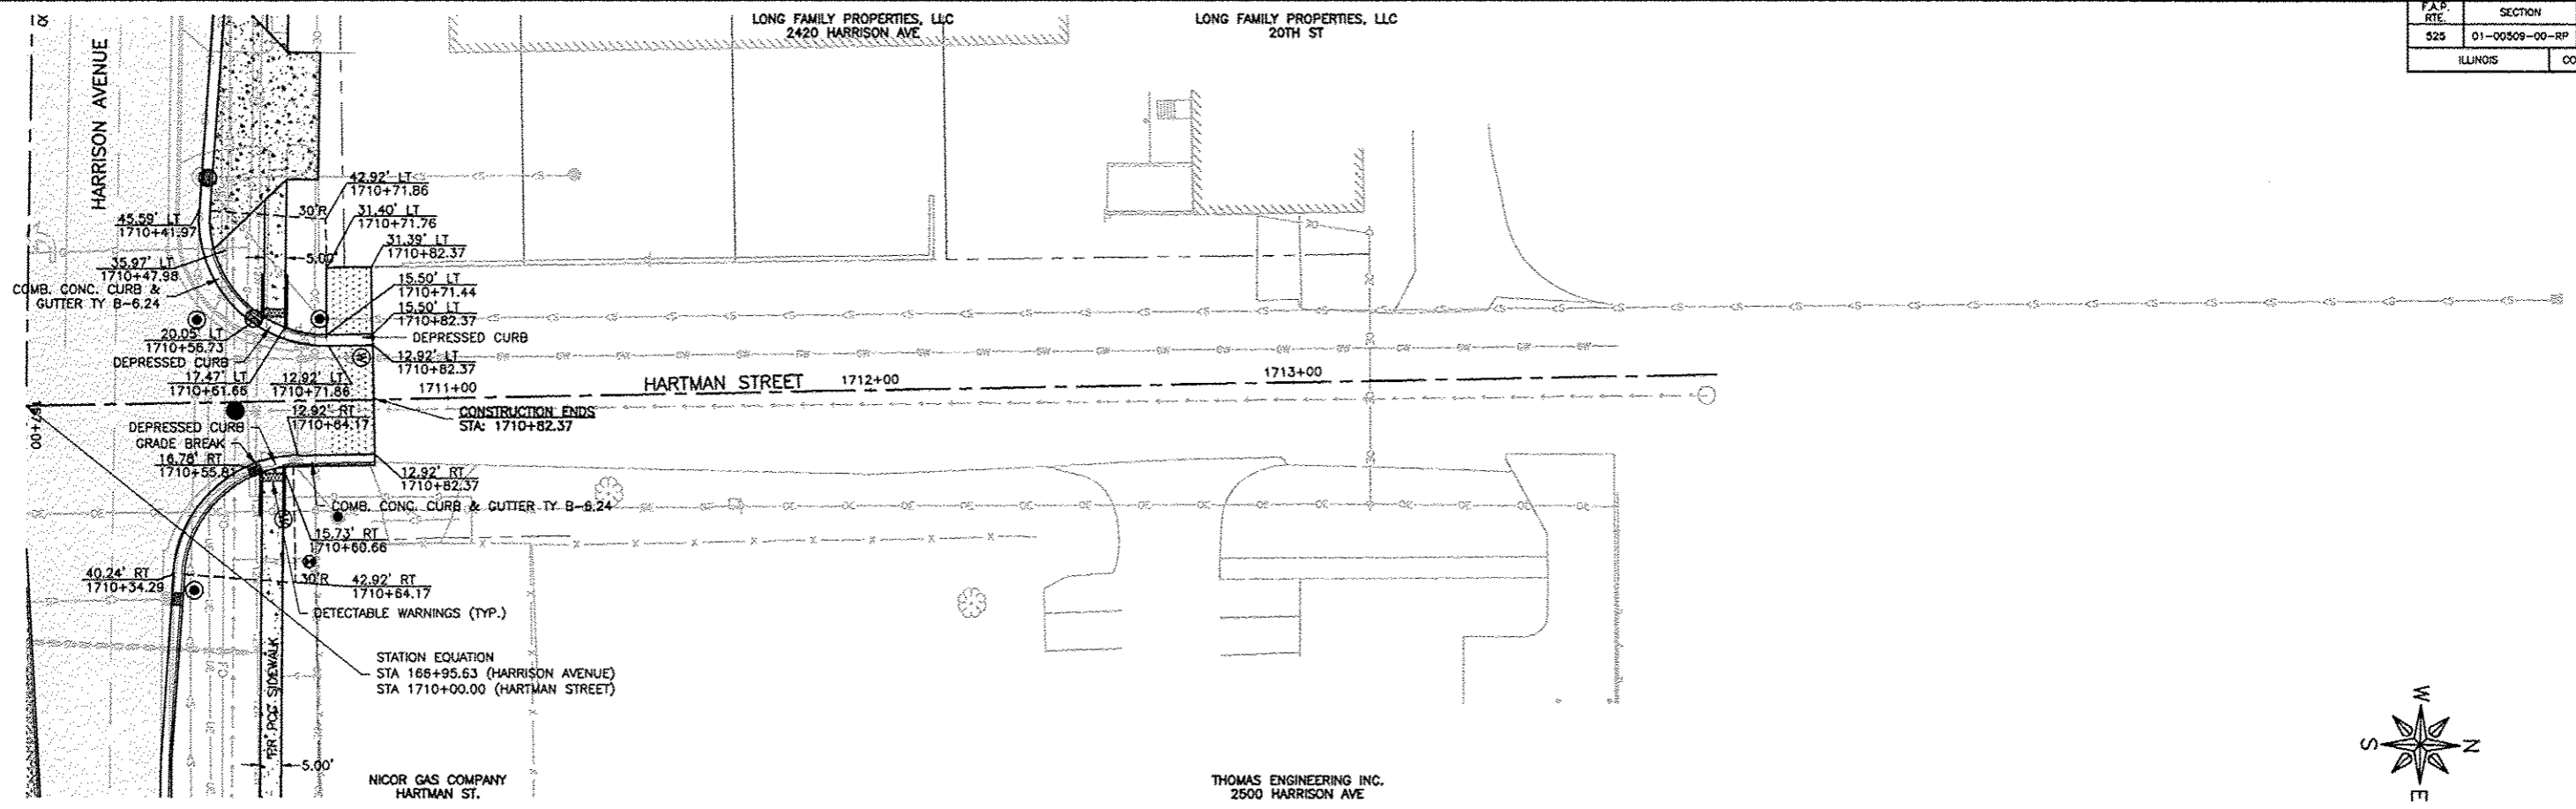 LONG FAMILY PROPERTIES, LLC
2420 HARRISON AVE
LONG FAMILY PROPERTIES, LLC
20TH ST
F.A.P. RTE.
SECTION
525
01-00509-00-RP
ILLINOIS
CO
HARRISON AVENUE
42.92' LT
1710+71.86
30'R
31.40' LT
1710+71.76
45.59' LT
1710+41.97
31.39' LT
1710+82.37
5.00'
35.97' LT
1710+47.98
COMB. CONC. CURB &
GUTTER TY B-6.24
15.50' LT
1710+71.44
15.50' LT
1710+82.37
DEPRESSED CURB
20.05' LT
1710+56.73
DEPRESSED CURB
12.92' LT
1710+82.37
17.47' LT
1710+61.66
12.92' LT
1710+71.86
1711+00
HARTMAN STREET
1712+00
1713+00
CONSTRUCTION ENDS
STA: 1710+82.37
12.92' RT
1710+64.17
167+00
DEPRESSED CURB
GRADE BREAK
16.78' RT
1710+55.81
12.92' RT
1710+82.37
COMB. CONC. CURB & GUTTER TY B-6.24
15.73' RT
1710+60.66
40.24' RT
1710+34.29
30'R
42.92' RT
1710+64.17
DETECTABLE WARNINGS (TYP.)
STATION EQUATION
STA 166+95.63 (HARRISON AVENUE)
STA 1710+00.00 (HARTMAN STREET)
PR PCC SIDEWALK
5.00'
NICOR GAS COMPANY
HARTMAN ST.
THOMAS ENGINEERING INC.
2500 HARRISON AVE
W
S
N
E